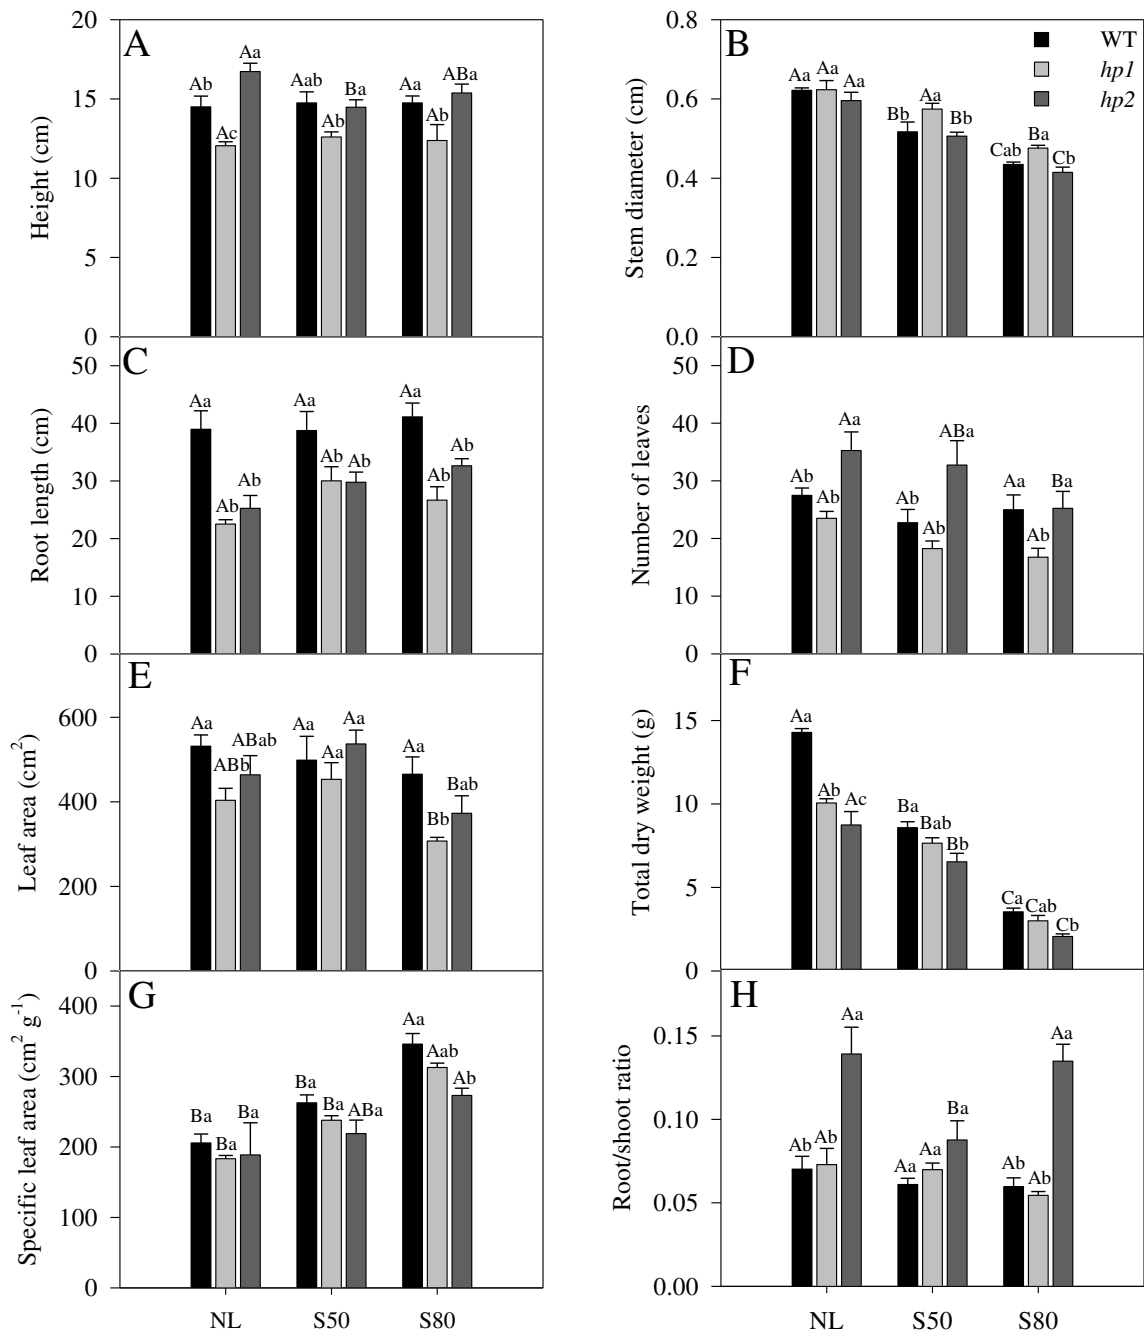 A
Height (cm)
20
15
10
5
0
Ab
Ac
Aa
Aab
Ab
Ba
Aa
Ab
ABa
B
Stem diameter (cm)
0.8
0.6
0.4
0.2
0.0
WT
hp1
hp2
Aa
Aa
Aa
Bb
Aa
Bb
Cab
Ba
Cb
C
Root length (cm)
50
40
30
20
10
0
Aa
Ab
Ab
Aa
Ab
Ab
Aa
Ab
Ab
D
Number of leaves
50
40
30
20
10
0
Ab
Ab
Aa
Ab
Ab
ABa
Aa
Ab
Ba
E
Leaf area (cm²)
600
400
200
0
Aa
ABb
ABab
Aa
Aa
Aa
Aa
Bb
Bab
F
Total dry weight (g)
15
10
5
0
Aa
Ab
Ac
Ba
Bab
Bb
Ca
Cab
Cb
G
Specific leaf area (cm² g⁻¹)
400
300
200
100
0
Ba
Ba
Ba
Ba
Ba
ABa
Aa
Aab
Ab
NL S50 S80
H
Root/shoot ratio
0.15
0.10
0.05
0.00
Ab
Ab
Aa
Aa
Aa
Ba
Ab
Ab
Aa
NL S50 S80